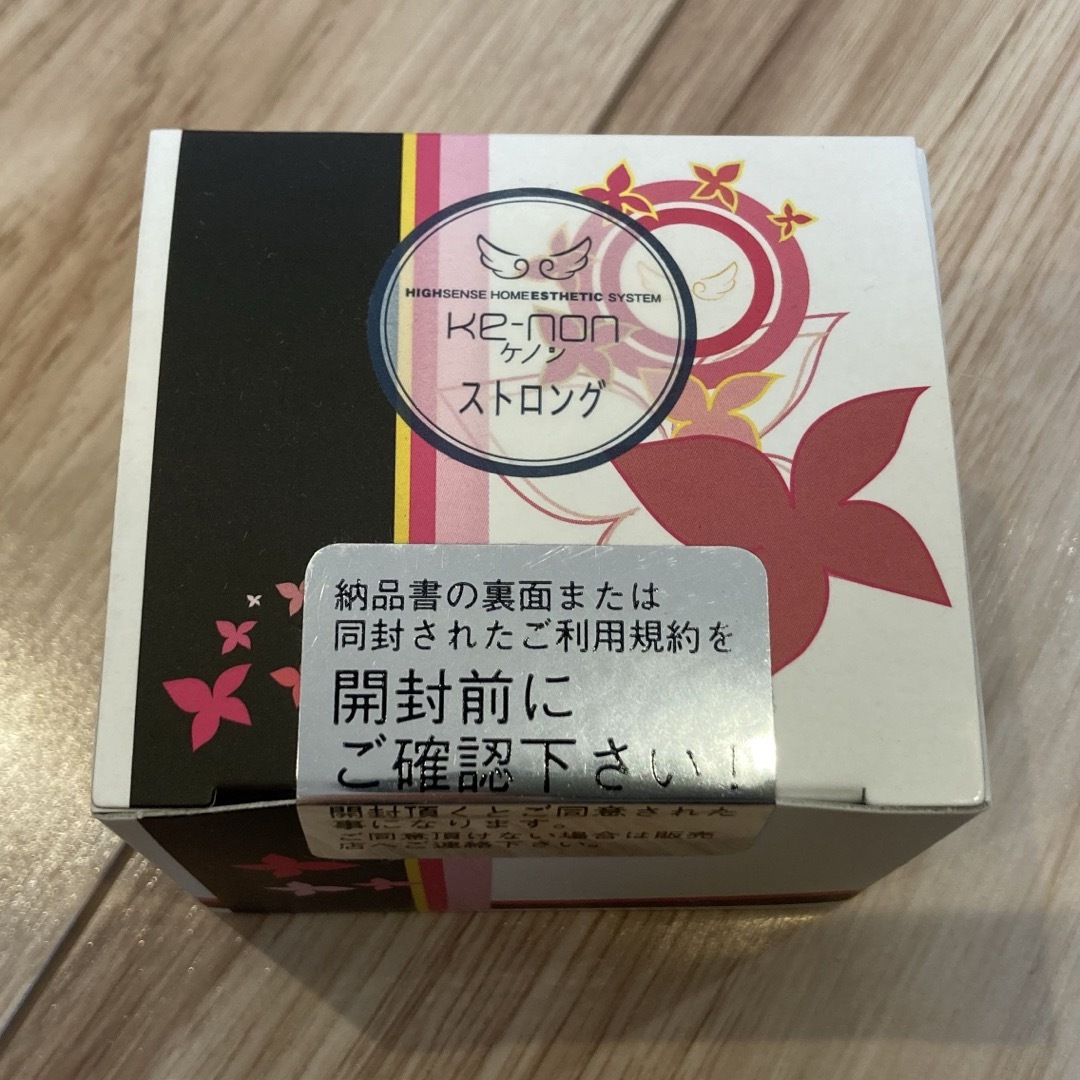 HIGHSENSE HOMEESTHETIC SYSTEM
Ke-non
ケノン
ストロング
納品書の裏面または
同封されたご利用規約を
開封前に
ご確認下さい!
開封頂くとご同意された
事になります。
ご同意頂けない場合は販売
店へご連絡下さい。